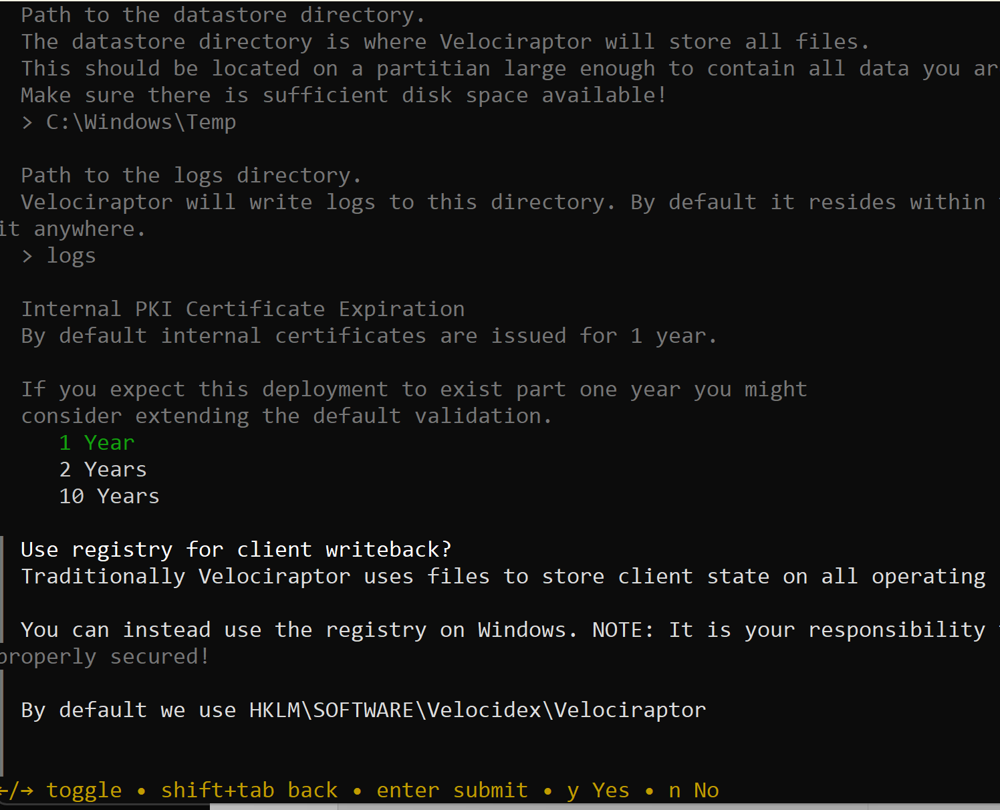 Path to the datastore directory.
The datastore directory is where Velociraptor will store all files.
This should be located on a partitian large enough to contain all data you ar
Make sure there is sufficient disk space available!
> C:\Windows\Temp
Path to the logs directory.
Velociraptor will write logs to this directory. By default it resides within
it anywhere.
> logs
Internal PKI Certificate Expiration
By default internal certificates are issued for 1 year.
If you expect this deployment to exist part one year you might
consider extending the default validation.
1 Year
2 Years
10 Years
Use registry for client writeback?
Traditionally Velociraptor uses files to store client state on all operating
You can instead use the registry on Windows. NOTE: It is your responsibility
properly secured!
By default we use HKLM\SOFTWARE\Velocidex\Velociraptor
←/→ toggle • shift+tab back • enter submit • y Yes • n No